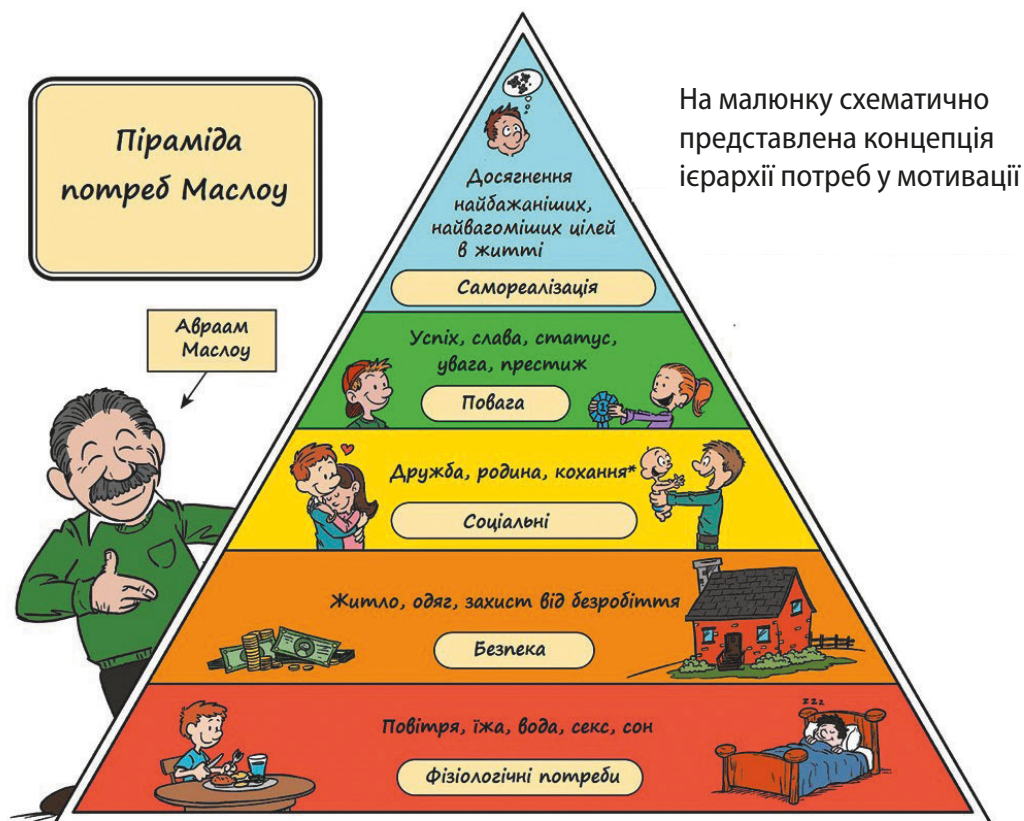 Піраміда
потреб Маслоу
На малюнку схематично
представлена концепція
ієрархії потреб у мотивації
Авраам
Маслоу
Досягнення
найбажаніших,
найвагоміших цілей
в житті
Самореалізація
Успіх, слава, статус,
увага, престиж
Повага
1
Дружба, родина, кохання*
Соціальні
Житло, одяг, захист від безробіття
Безпека
zzz
Повітря, їжа, вода, секс, сон
Фізіологічні потреби